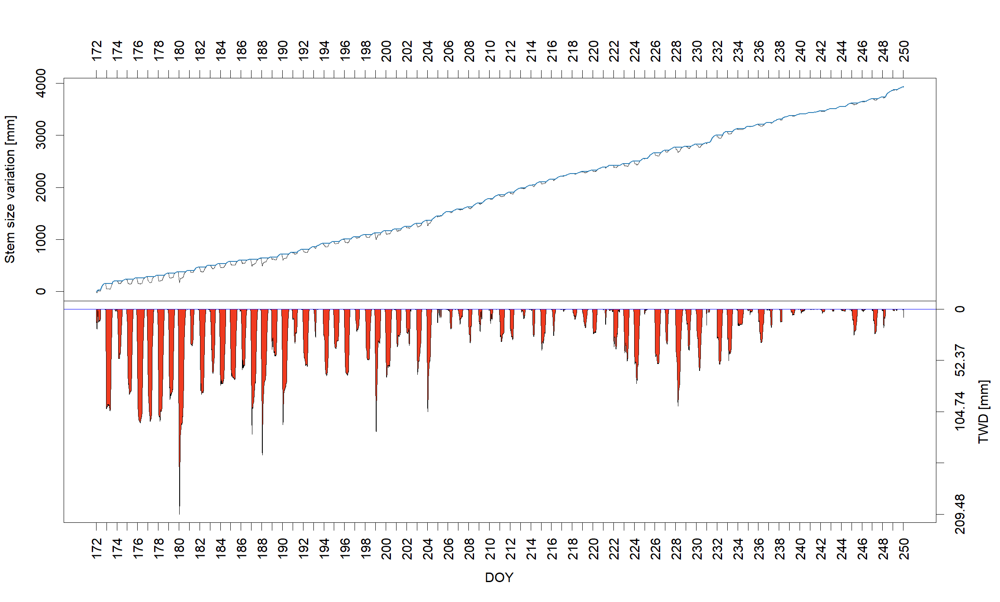 172 174 176 178 180 182 184 186 188 190 192 194 196 198 200 202 204 206 208 210 212 214 216 218 220 222 224 226 228 230 232 234 236 238 240 242 244 246 248 250
4000
3000
2000
1000
0
Stem size variation [mm]
0
52.37
104.74
209.48
TWD [mm]
172 174 176 178 180 182 184 186 188 190 192 194 196 198 200 202 204 206 208 210 212 214 216 218 220 222 224 226 228 230 232 234 236 238 240 242 244 246 248 250
DOY